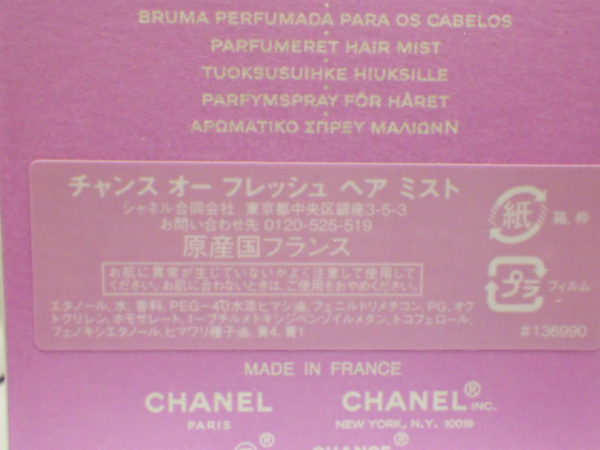 BRUMA PERFUMADA PARA OS CABELOS
PARFUMERET HAIR MIST
TUOKSUSUIHKE HIUKSILLE
PARFYMSPRAY FÖR HÅRET
ΑΡΩΜΑΤΙΚΟ ΣΠΡΕΥ ΜΑΛΙΩΝΝ
チャンス オー フレッシュ ヘア ミスト
シャネル合同会社 東京都中央区銀座3-5-3
お問い合わせ先 0120-525-519
原産国フランス
お肌に異常が生じていないかよく注意して使用して
ください。お肌に合わないときは、ご使用をおやめください。
エタノール、水、香料、PEG-40水添ヒマシ油、フェニルトリメチコン、PG、オク
トクリレン、ホモサレート、t-ブチルメトキシジベンゾイルメタン、トコフェロール、
フェノキシエタノール、ヒマワリ種子油、黄4、青1
紙 箱、枠
プラ フィルム
#136990
MADE IN FRANCE
CHANEL CHANEL® INC.
PARIS NEW YORK, N.Y. 10019
® CHANCE®